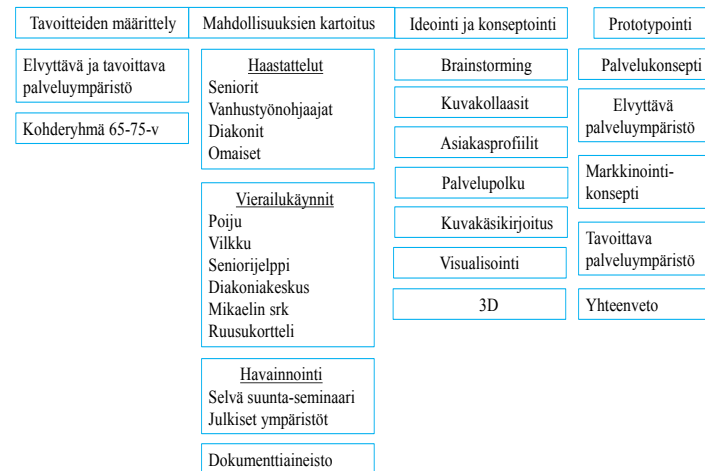 Tavoitteiden määrittely
Elvyttävä ja tavoittava
palveluympäristö
Kohderyhmä 65-75-v
Mahdollisuuksien kartoitus
Haastattelut
Seniorit
Vanhustyönohjaajat
Diakonit
Omaiset
Vierailukäynnit
Poiju
Vilkku
Seniorijelppi
Diakoniakeskus
Mikaelin srk
Ruusukortteli
Havainnointi
Selvä suunta-seminaari
Julkiset ympäristöt
Dokumenttiaineisto
Ideointi ja konseptointi
Brainstorming
Kuvakollaasit
Asiakasprofiilit
Palvelupolku
Kuvakäsikirjoitus
Visualisointi
3D
Prototypointi
Palvelukonsepti
Elvyttävä
palveluympäristö
Markkinointi-
konsepti
Tavoittava
palveluympäristö
Yhteenveto